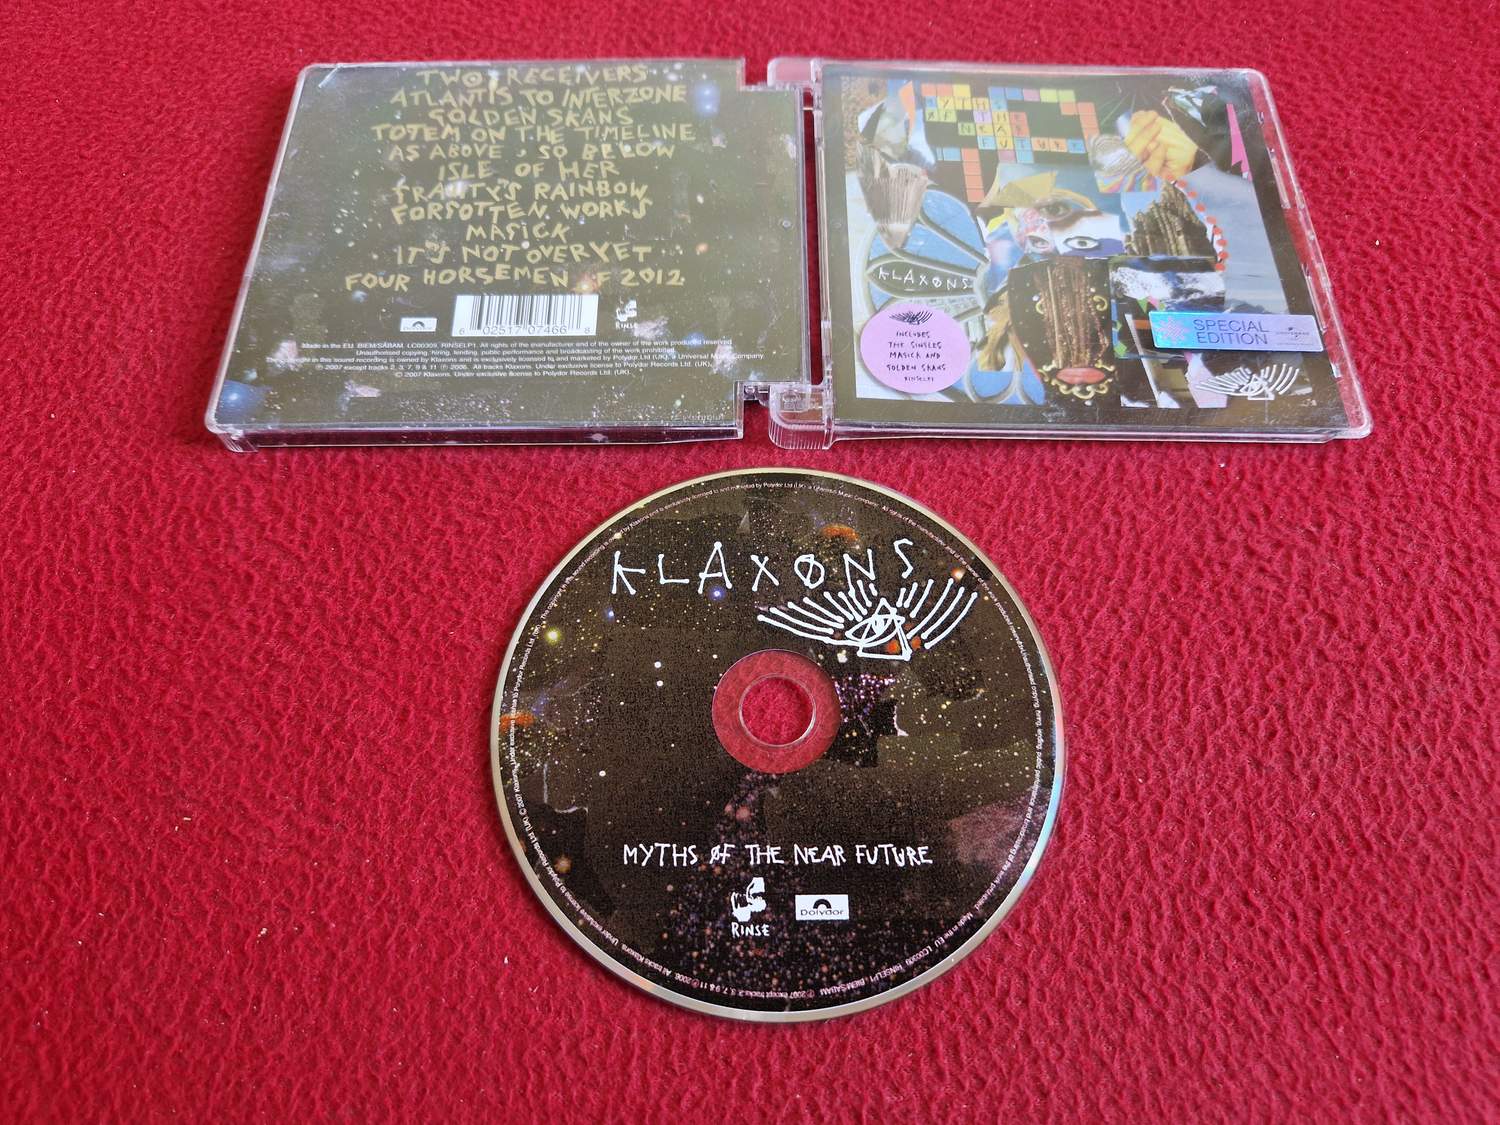 TWO RECEIVERS
ATLANTIS TO INTERZONE
GOLDEN SKANS
TOTEM ON THE TIMELINE
AS ABOVE, SO BELOW
ISLE OF HER
GRAVITY'S RAINBOW
FORGOTTEN WORKS
MAGICK
IT'S NOT OVER YET
FOUR HORSEMEN OF 2012
6 02517 07466 8
RINSE
Made in the EU. BIEM/SABAM. LC00309. RINSELP1. All rights of the manufacturer and of the owner of the work produced reserved.
Unauthorised copying, hiring, lending, public performance and broadcasting of the work prohibited.
The copyright in this sound recording is owned by Klaxons and is exclusively licensed to and marketed by Polydor Ltd (UK), a Universal Music Company.
℗ 2007 except tracks 2, 3, 7, 9 & 11 ℗ 2006. All tracks Klaxons. Under exclusive license to Polydor Ltd (UK).
© 2007 Klaxons. Under exclusive license to Polydor Records Ltd (UK).
MYTHS
OF THE
NEAR
FUTURE
KLAXØNS
INCLUDES
THE SINGLES
MAGICK AND
GOLDEN SKANS
RINSELP1
SPECIAL
EDITION
UNIVERSAL
KLAXØNS
MYTHS ØF THE NEAR FUTURE
RINSE
Polydor